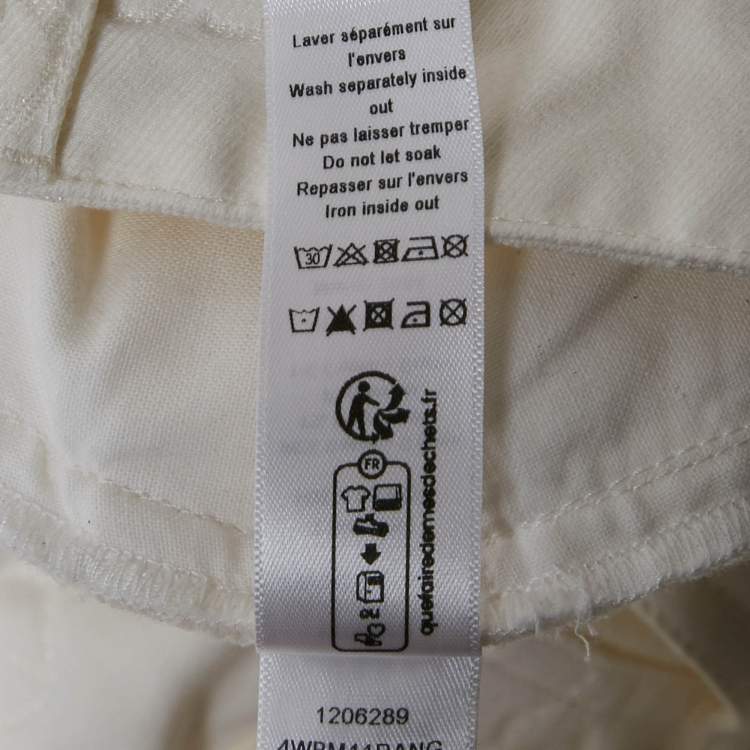 Laver séparément sur
l'envers
Wash separately inside
out
Ne pas laisser tremper
Do not let soak
Repasser sur l'envers
Iron inside out
30
quefairedemesdechets.fr
FR
1206289